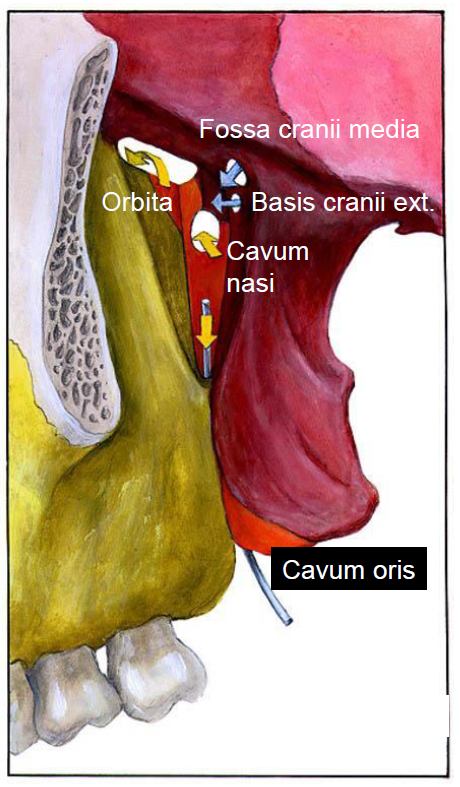 Fossa cranii media
Orbita
Basis cranii ext.
Cavum
nasi
Cavum oris